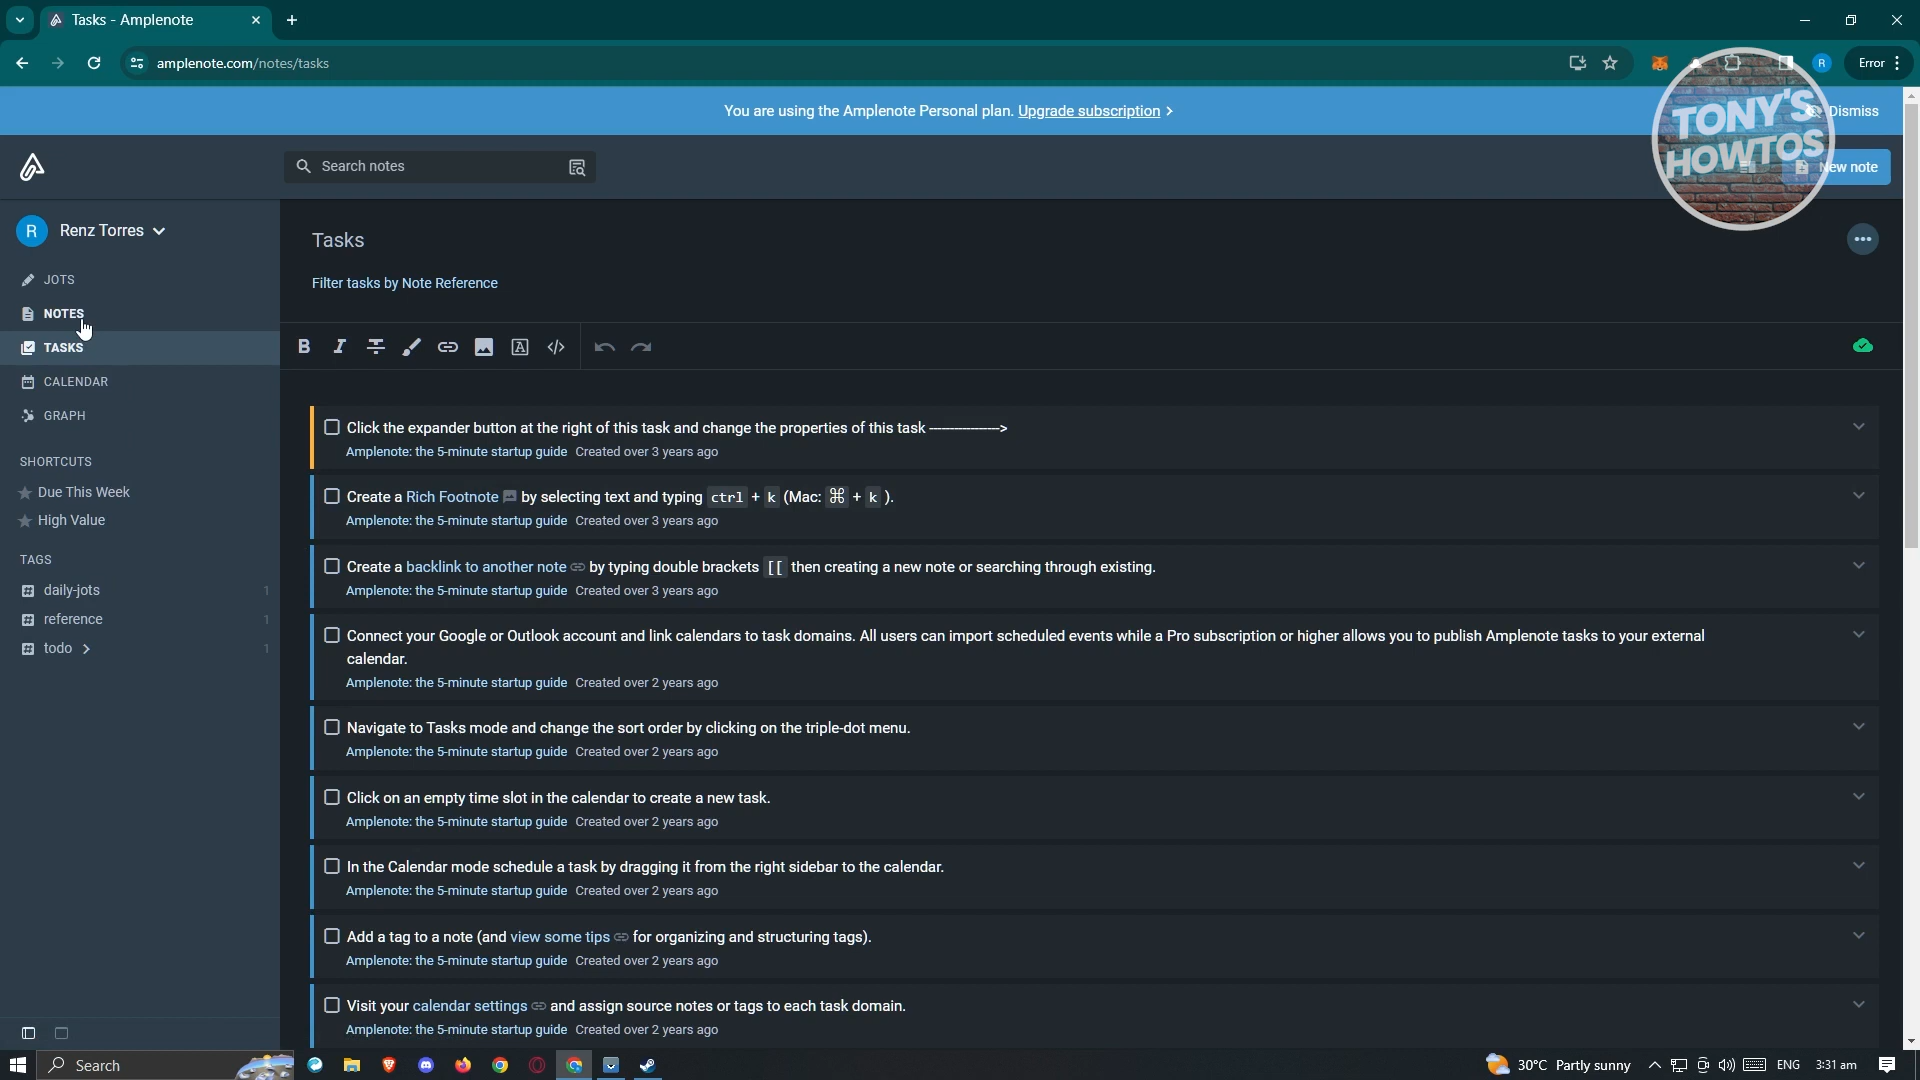 Tasks - Amplenote
amplenote.com/notes/tasks
R
Error
You are using the Amplenote Personal plan. Upgrade subscription >
Dismiss
TONY'S
HOWTOS
Search notes
New note
R Renz Torres
JOTS
NOTES
TASKS
CALENDAR
GRAPH
SHORTCUTS
Due This Week
High Value
TAGS
daily-jots 1
reference 1
todo > 1
Tasks
Filter tasks by Note Reference
Click the expander button at the right of this task and change the properties of this task ---------------->
Amplenote: the 5-minute startup guide Created over 3 years ago
Create a Rich Footnote by selecting text and typing ctrl + k (Mac: ⌘ + k ).
Amplenote: the 5-minute startup guide Created over 3 years ago
Create a backlink to another note by typing double brackets [[ then creating a new note or searching through existing.
Amplenote: the 5-minute startup guide Created over 3 years ago
Connect your Google or Outlook account and link calendars to task domains. All users can import scheduled events while a Pro subscription or higher allows you to publish Amplenote tasks to your external
calendar.
Amplenote: the 5-minute startup guide Created over 2 years ago
Navigate to Tasks mode and change the sort order by clicking on the triple-dot menu.
Amplenote: the 5-minute startup guide Created over 2 years ago
Click on an empty time slot in the calendar to create a new task.
Amplenote: the 5-minute startup guide Created over 2 years ago
In the Calendar mode schedule a task by dragging it from the right sidebar to the calendar.
Amplenote: the 5-minute startup guide Created over 2 years ago
Add a tag to a note (and view some tips for organizing and structuring tags).
Amplenote: the 5-minute startup guide Created over 2 years ago
Visit your calendar settings and assign source notes or tags to each task domain.
Amplenote: the 5-minute startup guide Created over 2 years ago
Search
30°C Partly sunny
ENG
3:31 am